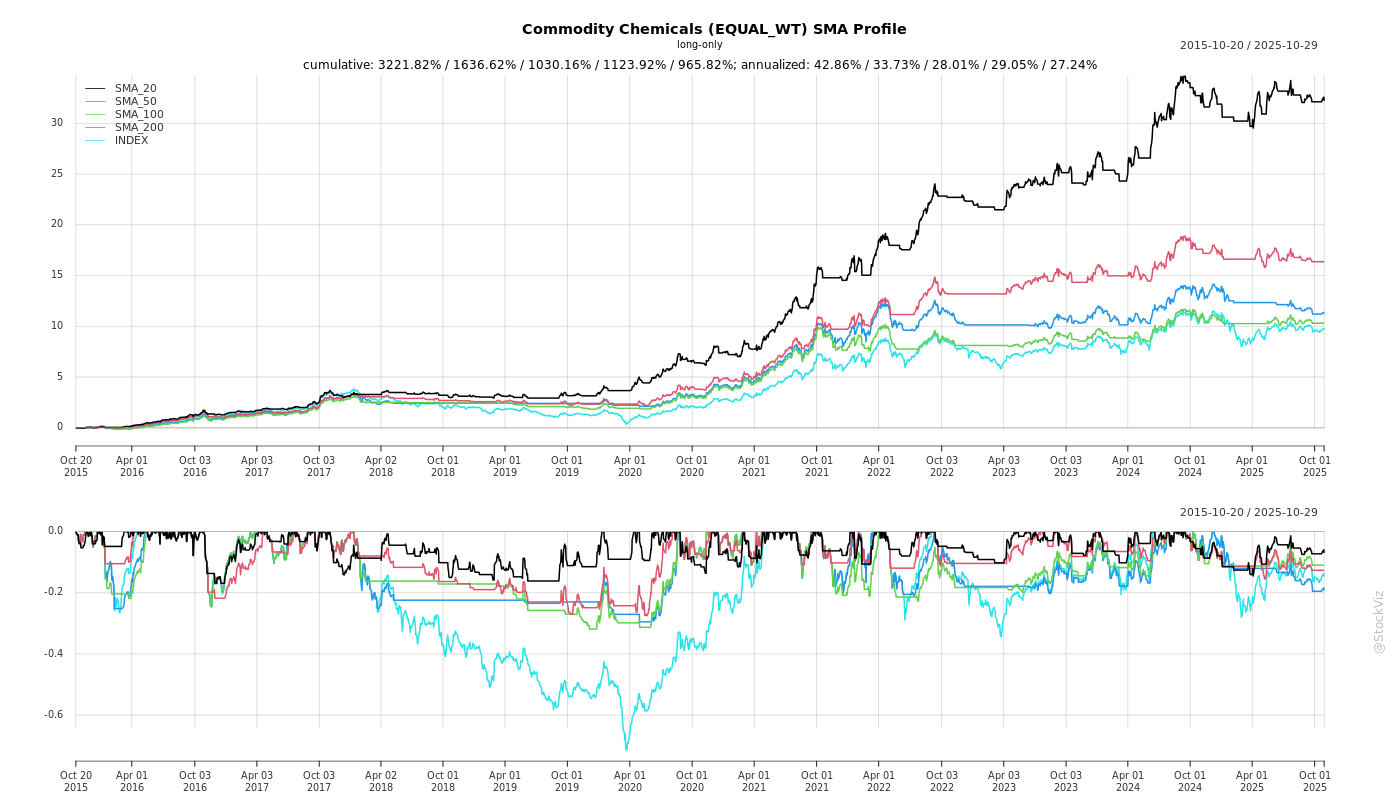 Commodity Chemicals (EQUAL_WT) SMA Profile
long-only
2015-10-20 / 2025-10-29
cumulative: 3221.82% / 1636.62% / 1030.16% / 1123.92% / 965.82%; annualized: 42.86% / 33.73% / 28.01% / 29.05% / 27.24%
SMA_20
SMA_50
SMA_100
SMA_200
INDEX
30
25
20
15
10
5
0
Oct 20 Apr 01 Oct 03 Apr 03 Oct 03 Apr 02 Oct 01 Apr 01 Oct 01 Apr 01 Oct 01 Apr 01 Oct 01 Apr 01 Oct 03 Apr 03 Oct 03 Apr 01 Oct 01 Apr 01 Oct 01
2015 2016 2016 2017 2017 2018 2018 2019 2019 2020 2020 2021 2021 2022 2022 2023 2023 2024 2024 2025 2025
2015-10-20 / 2025-10-29
0.0
-0.2
-0.4
-0.6
Oct 20 Apr 01 Oct 03 Apr 03 Oct 03 Apr 02 Oct 01 Apr 01 Oct 01 Apr 01 Oct 01 Apr 01 Oct 01 Apr 01 Oct 03 Apr 03 Oct 03 Apr 01 Oct 01 Apr 01 Oct 01
2015 2016 2016 2017 2017 2018 2018 2019 2019 2020 2020 2021 2021 2022 2022 2023 2023 2024 2024 2025 2025
@StockViz